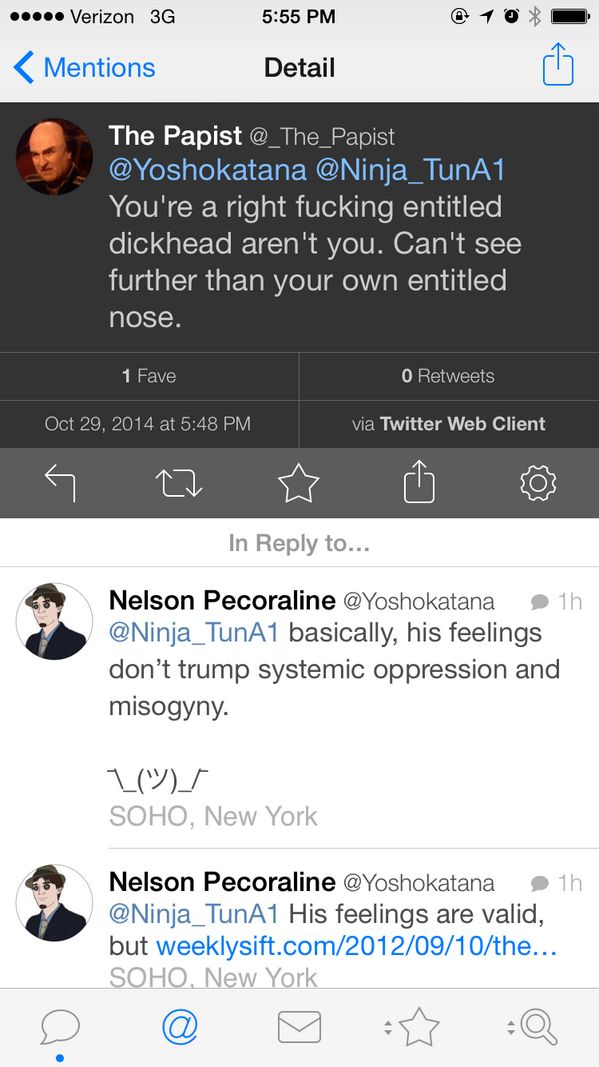 Verizon 3G 5:55 PM
Mentions Detail
The Papist @_The_Papist
@Yoshokatana @Ninja_TunA1
You're a right fucking entitled
dickhead aren't you. Can't see
further than your own entitled
nose.
1 Fave 0 Retweets
Oct 29, 2014 at 5:48 PM via Twitter Web Client
In Reply to...
Nelson Pecoraline @Yoshokatana 1h
@Ninja_TunA1 basically, his feelings
don't trump systemic oppression and
misogyny.
¯\_(ツ)_/¯
SOHO, New York
Nelson Pecoraline @Yoshokatana 1h
@Ninja_TunA1 His feelings are valid,
but weeklysift.com/2012/09/10/the...
SOHO, New York
@